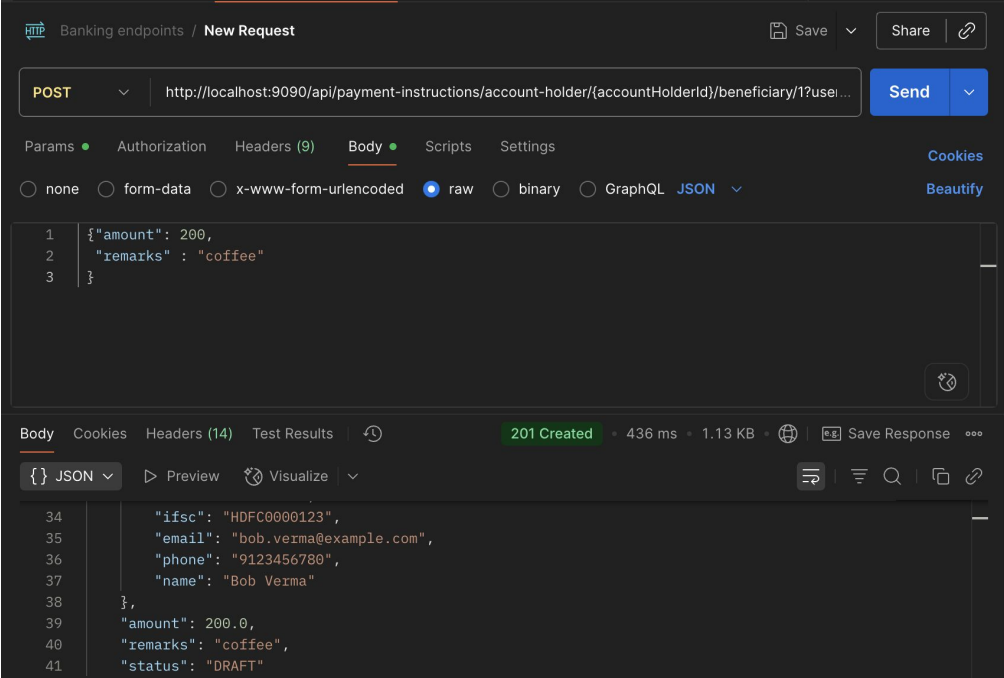 HTTP Banking endpoints / New Request Save Share
POST http://localhost:9090/api/payment-instructions/account-holder/{accountHolderId}/beneficiary/1?user... Send
Params Authorization Headers (9) Body Scripts Settings Cookies
none form-data x-www-form-urlencoded raw binary GraphQL JSON Beautify
1 {"amount": 200,
2 "remarks" : "coffee"
3 }
Body Cookies Headers (14) Test Results 201 Created 436 ms 1.13 KB e.g. Save Response
{} JSON Preview Visualize
34 "ifsc": "HDFC0000123",
35 "email": "bob.verma@example.com",
36 "phone": "9123456780",
37 "name": "Bob Verma"
38 },
39 "amount": 200.0,
40 "remarks": "coffee",
41 "status": "DRAFT"